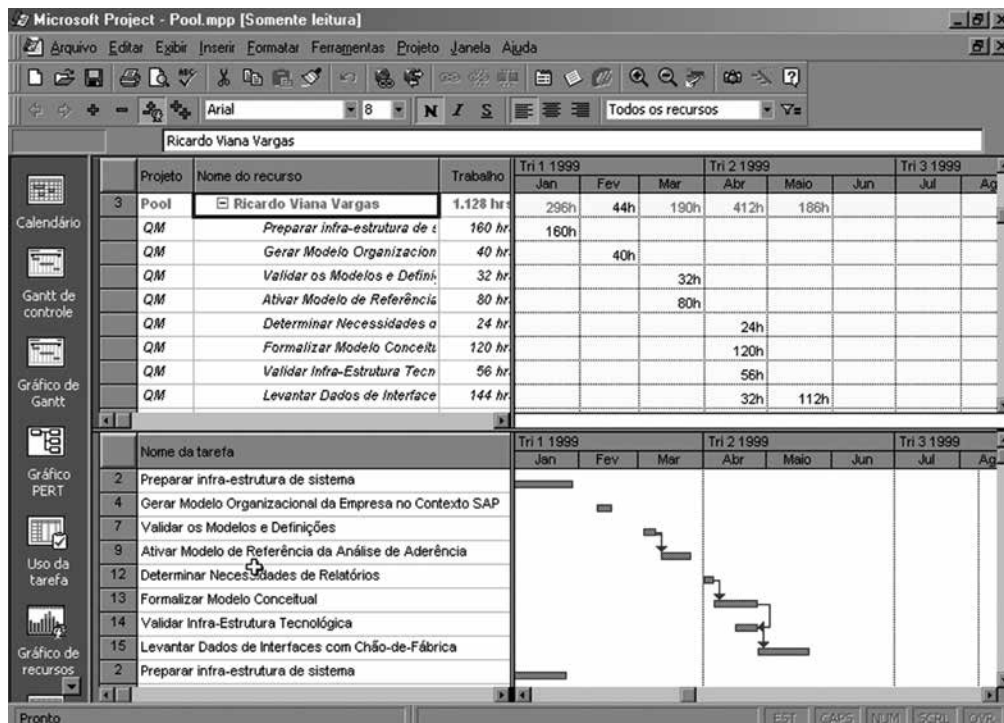 Microsoft Project - Pool.mpp [Somente leitura]
Arquivo Editar Exibir Inserir Formatar Ferramentas Projeto Janela Ajuda
Arial 8 N I S Todos os recursos
Ricardo Viana Vargas
Calendário
Gantt de controle
Gráfico de Gantt
Gráfico PERT
Uso da tarefa
Gráfico de recursos
Projeto Nome do recurso Trabalho Tri 1 1999 Tri 2 1999 Tri 3 1999
Jan Fev Mar Abr Maio Jun Jul Ag
3 Pool Ricardo Viana Vargas 1.128 hrs 296h 44h 190h 412h 186h
QM Preparar infra-estrutura de s 160 hr 160h
QM Gerar Modelo Organizacion 40 hr 40h
QM Validar os Modelos e Defini 32 hr 32h
QM Ativar Modelo de Referência 80 hr 80h
QM Determinar Necessidades d 24 hr 24h
QM Formalizar Modelo Conceitu 120 hr 120h
QM Validar Infra-Estrutura Tecn 56 hr 56h
QM Levantar Dados de Interface 144 hr 32h 112h
Nome da tarefa Tri 1 1999 Tri 2 1999 Tri 3 1999
Jan Fev Mar Abr Maio Jun Jul Ag
2 Preparar infra-estrutura de sistema
4 Gerar Modelo Organizacional da Empresa no Contexto SAP
7 Validar os Modelos e Definições
9 Ativar Modelo de Referência da Análise de Aderência
12 Determinar Necessidades de Relatórios
13 Formalizar Modelo Conceitual
14 Validar Infra-Estrutura Tecnológica
15 Levantar Dados de Interfaces com Chão-de-Fábrica
2 Preparar infra-estrutura de sistema
Pronto EST CAPS NUM SCRL OVR